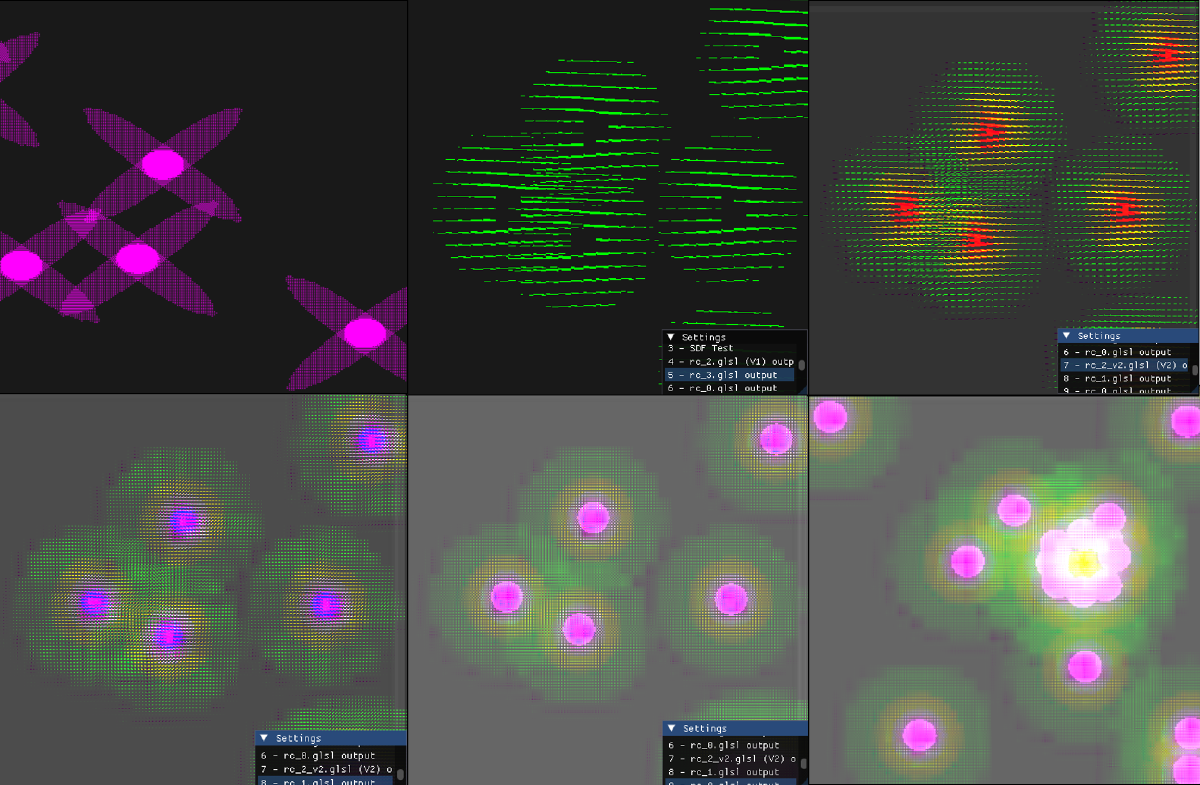 ▼ Settings
3 - SDF Test
4 - rc_2.glsl (V1) outp
5 - rc_3.glsl output
6 - rc_0.glsl output
▼ Settings
6 - rc_0.glsl output
7 - rc_2_v2.glsl (V2) o
8 - rc_1.glsl output
9 - rc_0.glsl output
▼ Settings
6 - rc_0.glsl output
7 - rc_2_v2.glsl (V2) o
8 - rc_1.glsl output
▼ Settings
6 - rc_0.glsl output
7 - rc_2_v2.glsl (V2) o
8 - rc_1.glsl output